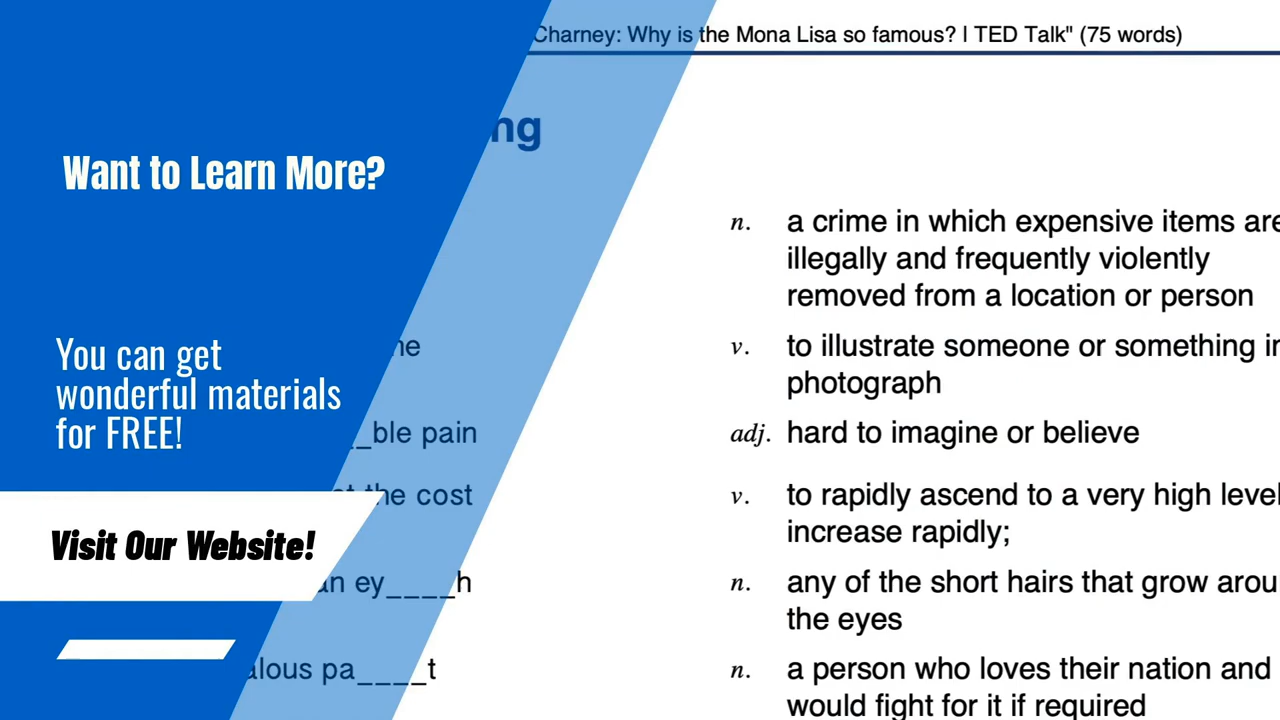 Charney: Why is the Mona Lisa so famous? | TED Talk" (75 words)
ng
Want to Learn More?
You can get
wonderful materials
for FREE!
Visit Our Website!
n. a crime in which expensive items are
illegally and frequently violently
removed from a location or person
he
v. to illustrate someone or something in
photograph
_ble pain
adj. hard to imagine or believe
the cost
v. to rapidly ascend to a very high level
increase rapidly;
an ey____h
n. any of the short hairs that grow arou
the eyes
alous pa____t
n. a person who loves their nation and
would fight for it if required